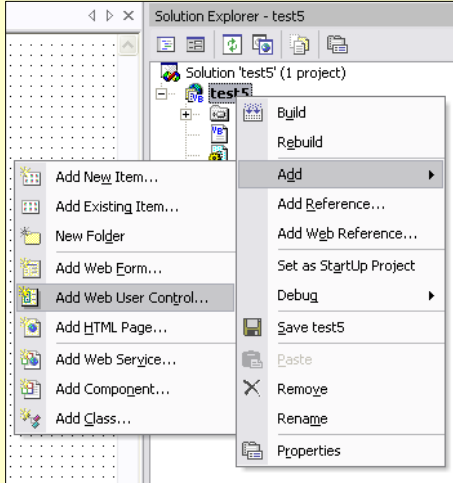 Solution Explorer - test5
Solution 'test5' (1 project)
test5
Build
Rebuild
Add
Add Reference...
Add Web Reference...
Set as StartUp Project
Debug
Save test5
Paste
Remove
Rename
Properties
Add New Item...
Add Existing Item...
New Folder
Add Web Form...
Add Web User Control...
Add HTML Page...
Add Web Service...
Add Component...
Add Class...